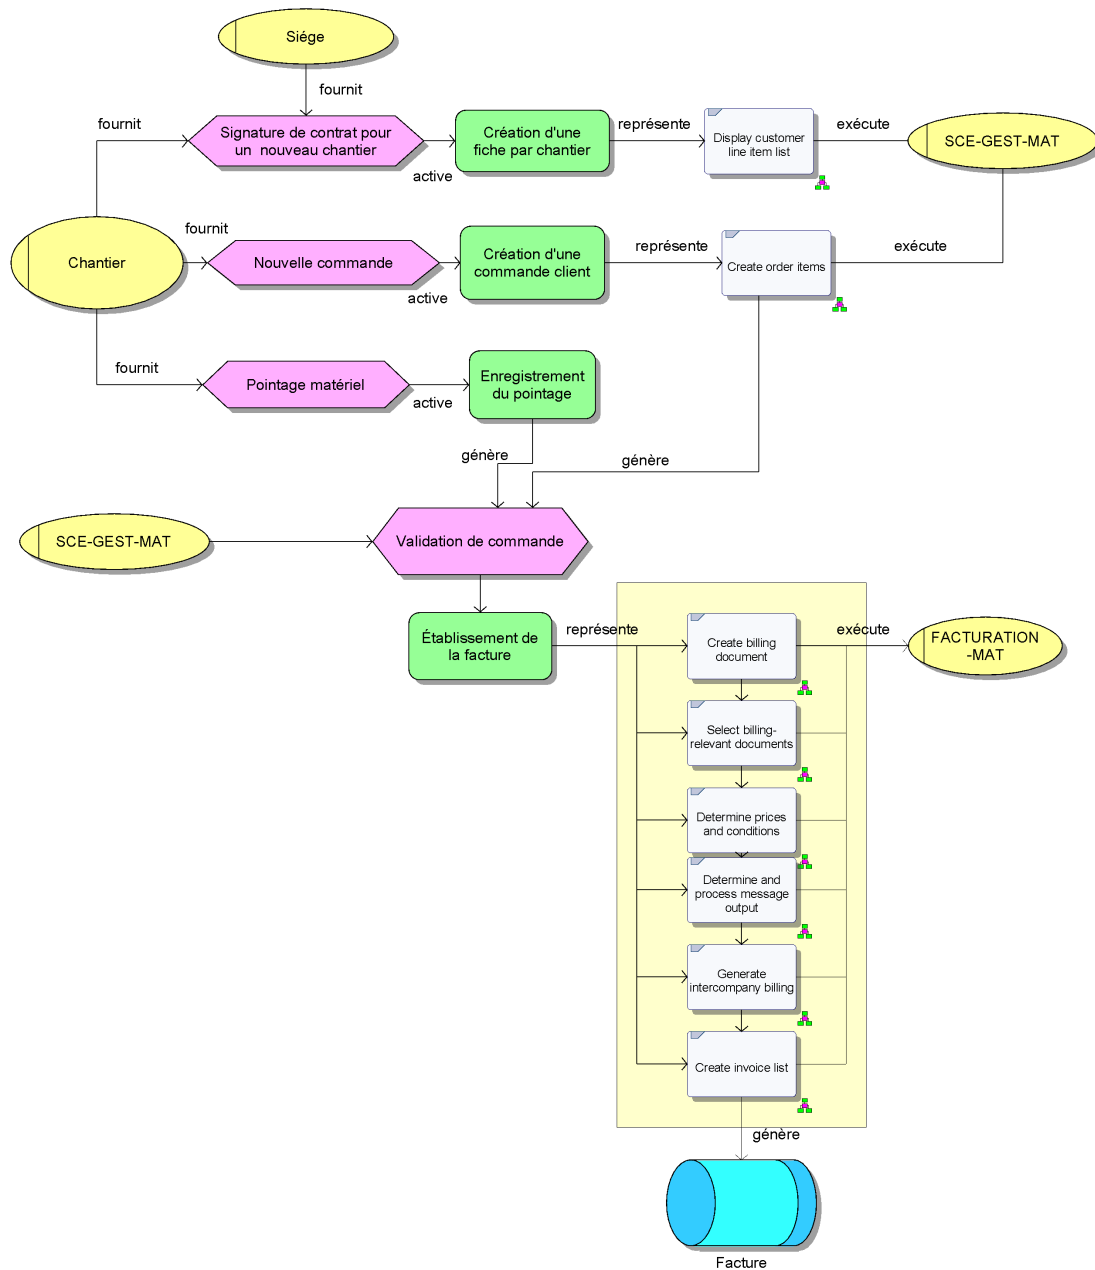 Siége
fournit
fournit
Signature de contrat pour
un  nouveau chantier
active
Création d'une
fiche par chantier
représente
Display customer
line item list
exécute
SCE-GEST-MAT
Chantier
fournit
Nouvelle commande
active
Création d'une
commande client
représente
Create order items
exécute
fournit
Pointage matériel
active
Enregistrement
du pointage
génère
génère
SCE-GEST-MAT
Validation de commande
Établissement de
la facture
représente
Create billing
document
exécute
FACTURATION
-MAT
Select billing-
relevant documents
Determine prices
and conditions
Determine and
process message
output
Generate
intercompany billing
Create invoice list
génère
Facture